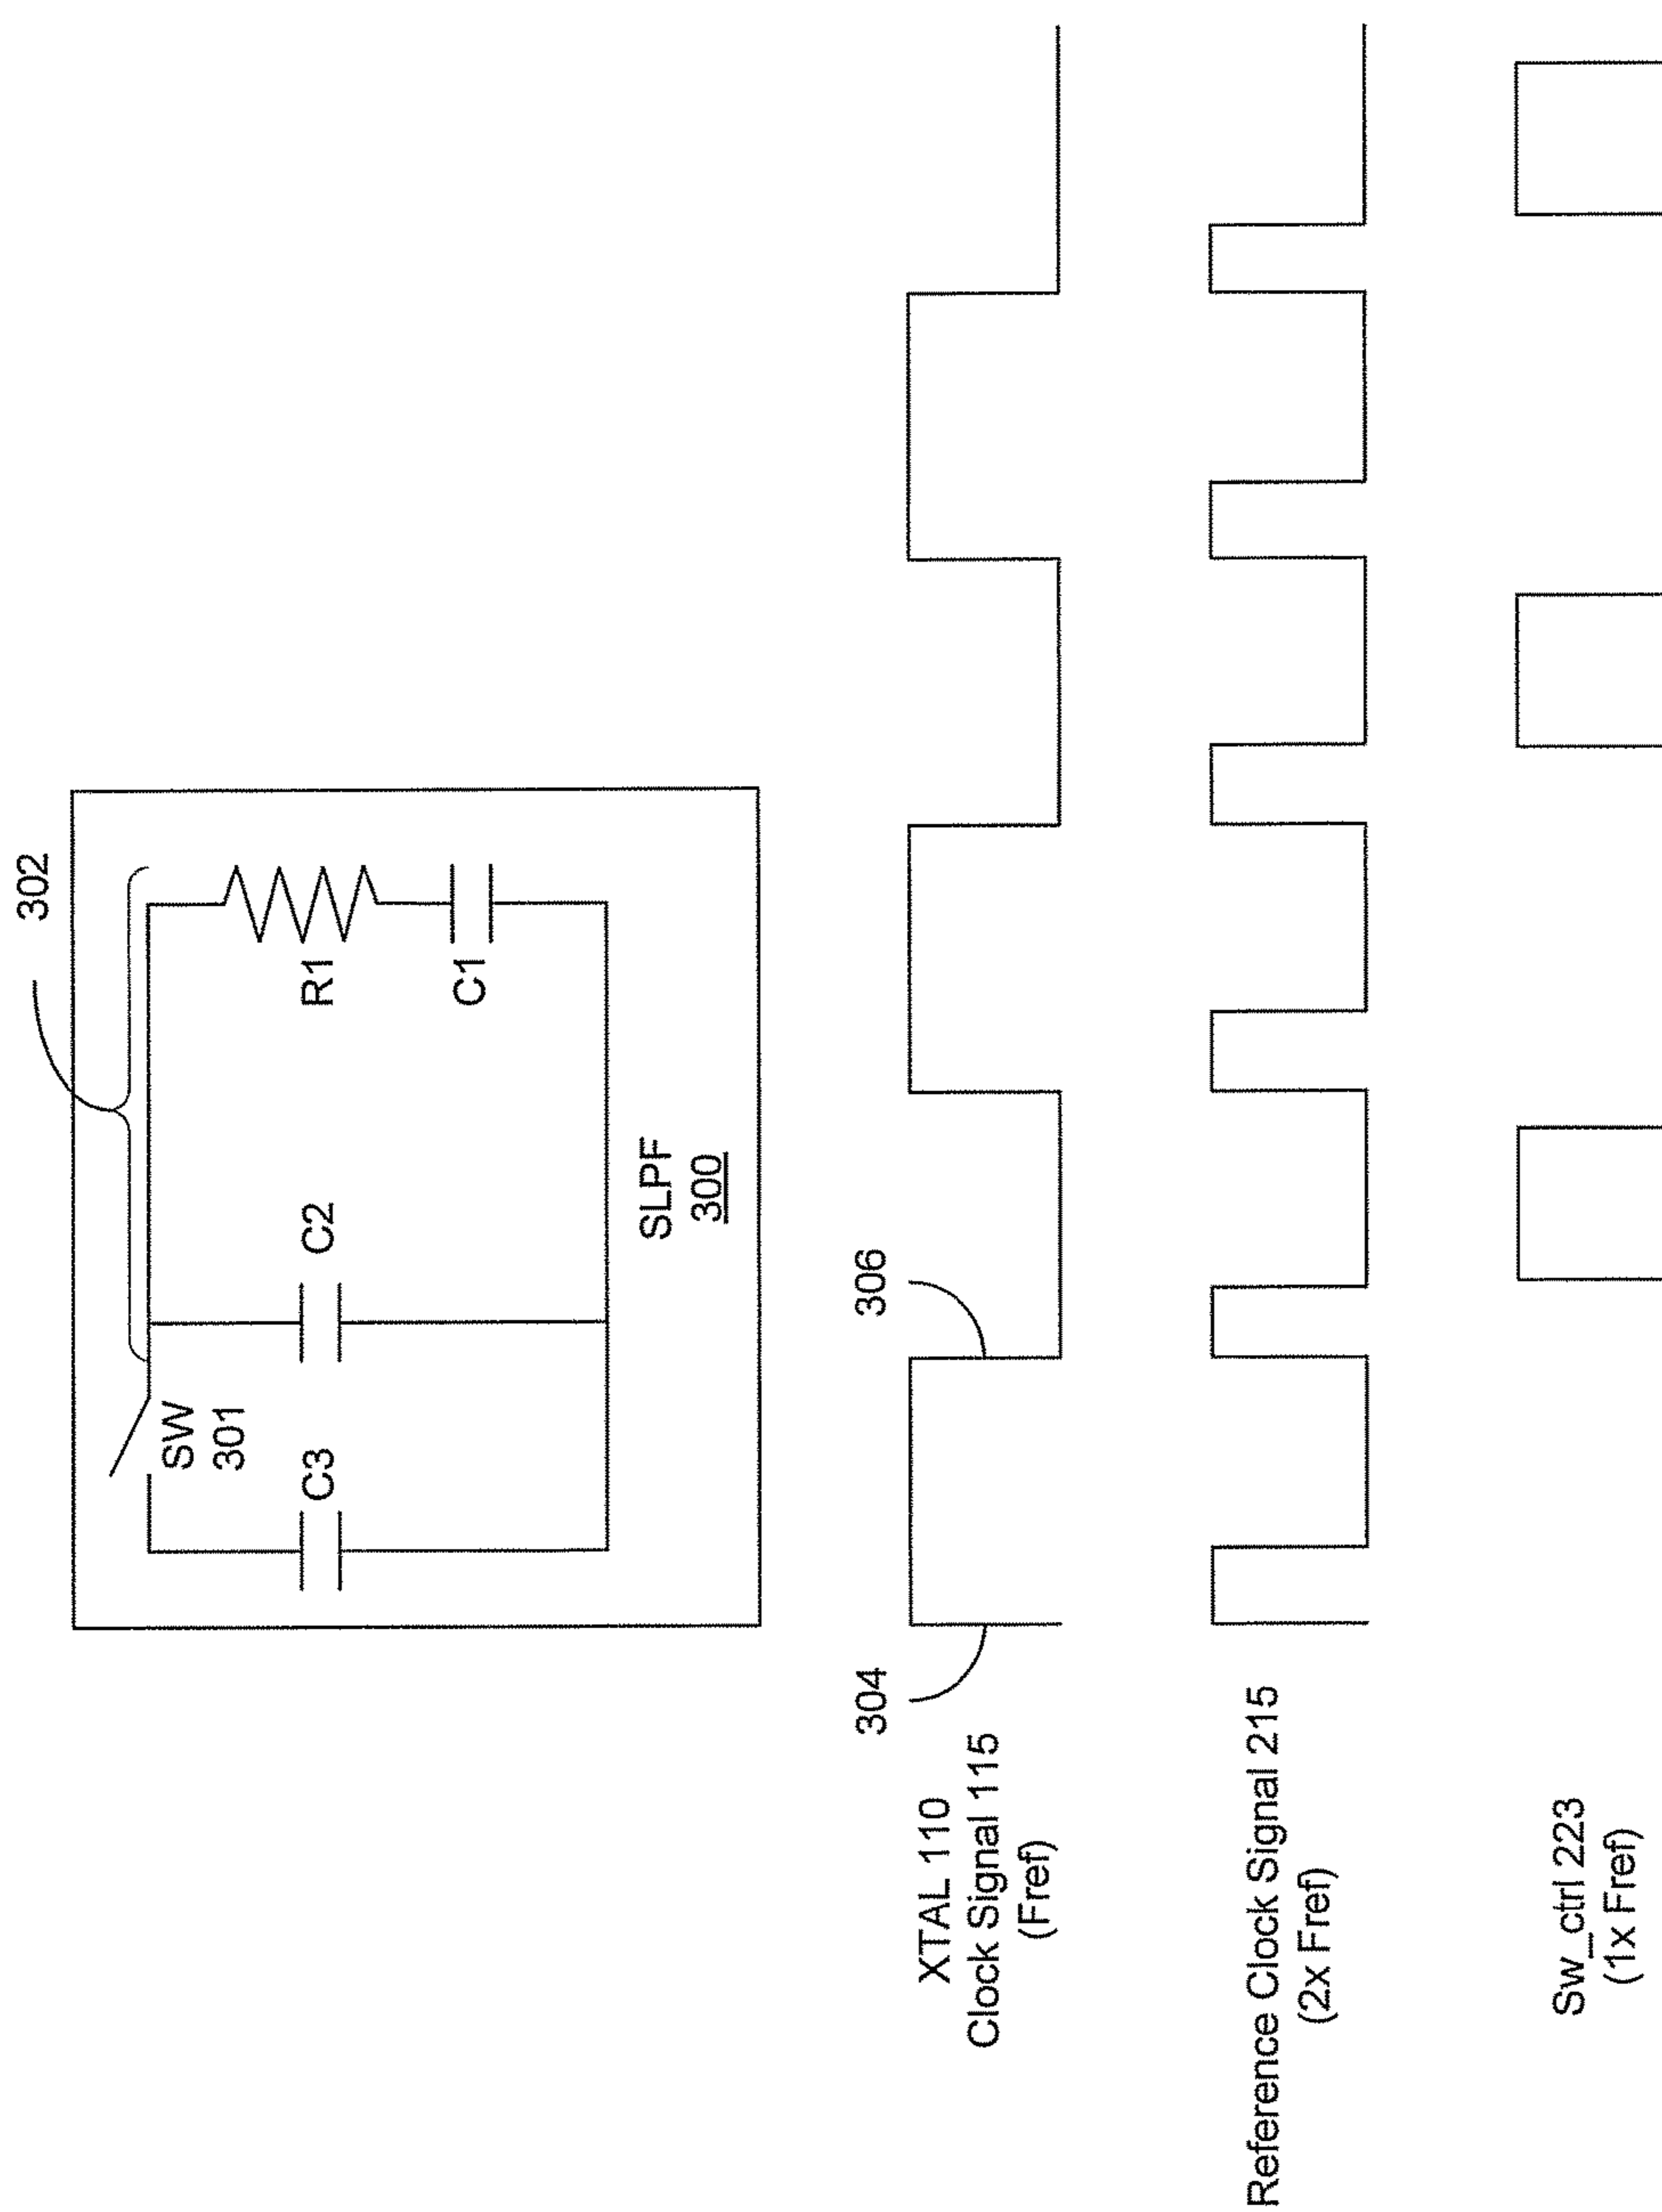 302
R1
C1
C2
SW
301
C3
SLPF
300
304
306
XTAL 110
Clock Signal 115
(Fref)
Reference Clock Signal 215
(2x Fref)
Sw_ctrl 223
(1x Fref)